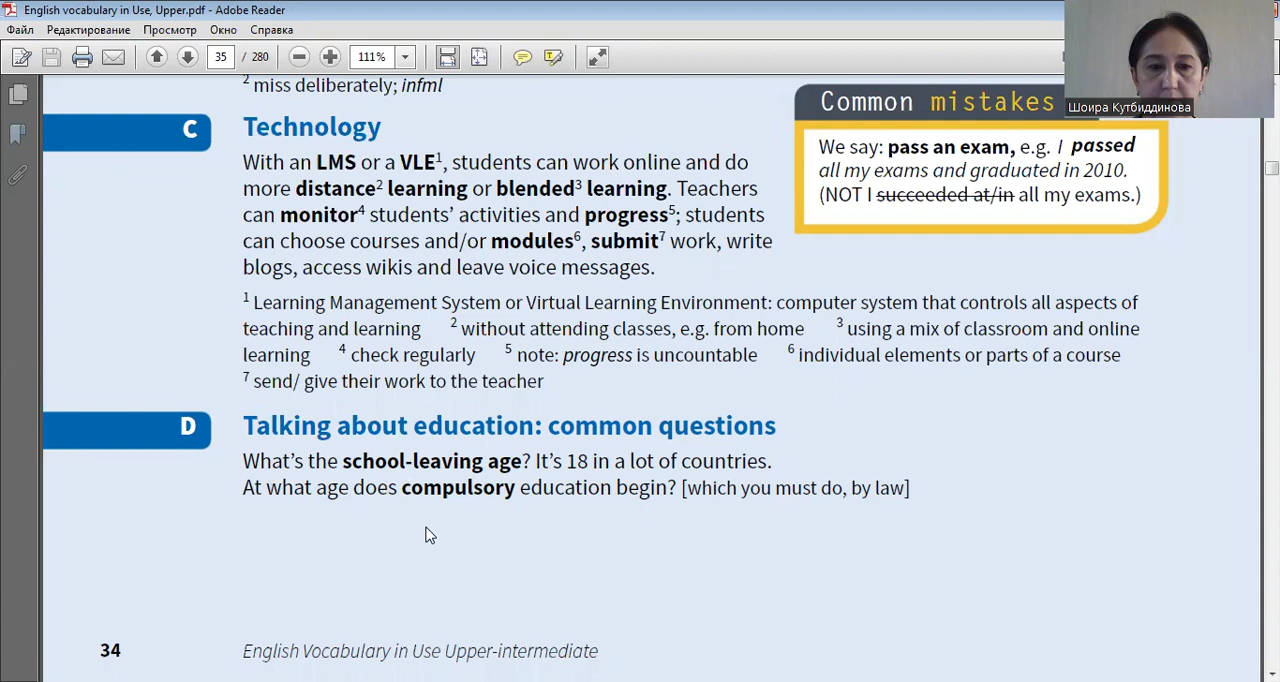 English vocabulary in Use, Upper.pdf - Adobe Reader
Файл Редактирование Просмотр Окно Справка
35 / 280 111%
Шоира Кутбиддинова
2 miss deliberately; infml
C Technology
With an LMS or a VLE1, students can work online and do
more distance2 learning or blended3 learning. Teachers
can monitor4 students' activities and progress5; students
can choose courses and/or modules6, submit7 work, write
blogs, access wikis and leave voice messages.
Common mistakes
We say: pass an exam, e.g. I passed
all my exams and graduated in 2010.
(NOT I succeeded at/in all my exams.)
1 Learning Management System or Virtual Learning Environment: computer system that controls all aspects of
teaching and learning 2 without attending classes, e.g. from home 3 using a mix of classroom and online
learning 4 check regularly 5 note: progress is uncountable 6 individual elements or parts of a course
7 send/ give their work to the teacher
D Talking about education: common questions
What's the school-leaving age? It's 18 in a lot of countries.
At what age does compulsory education begin? [which you must do, by law]
34 English Vocabulary in Use Upper-intermediate